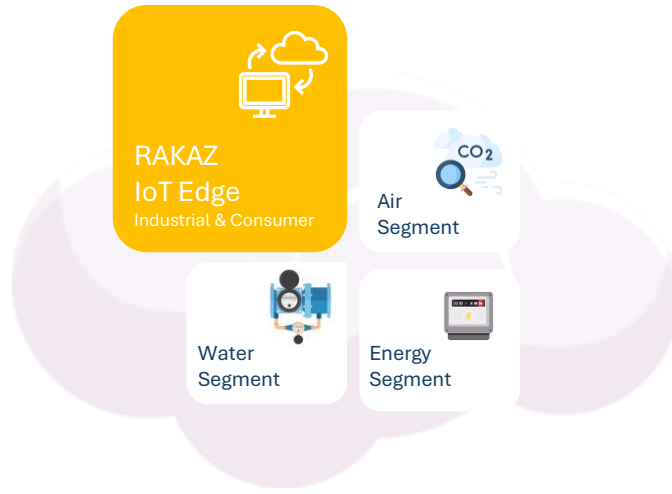 RAKAZ
IoT Edge
Industrial & Consumer
CO2
Air
Segment
Water
Segment
Energy
Segment